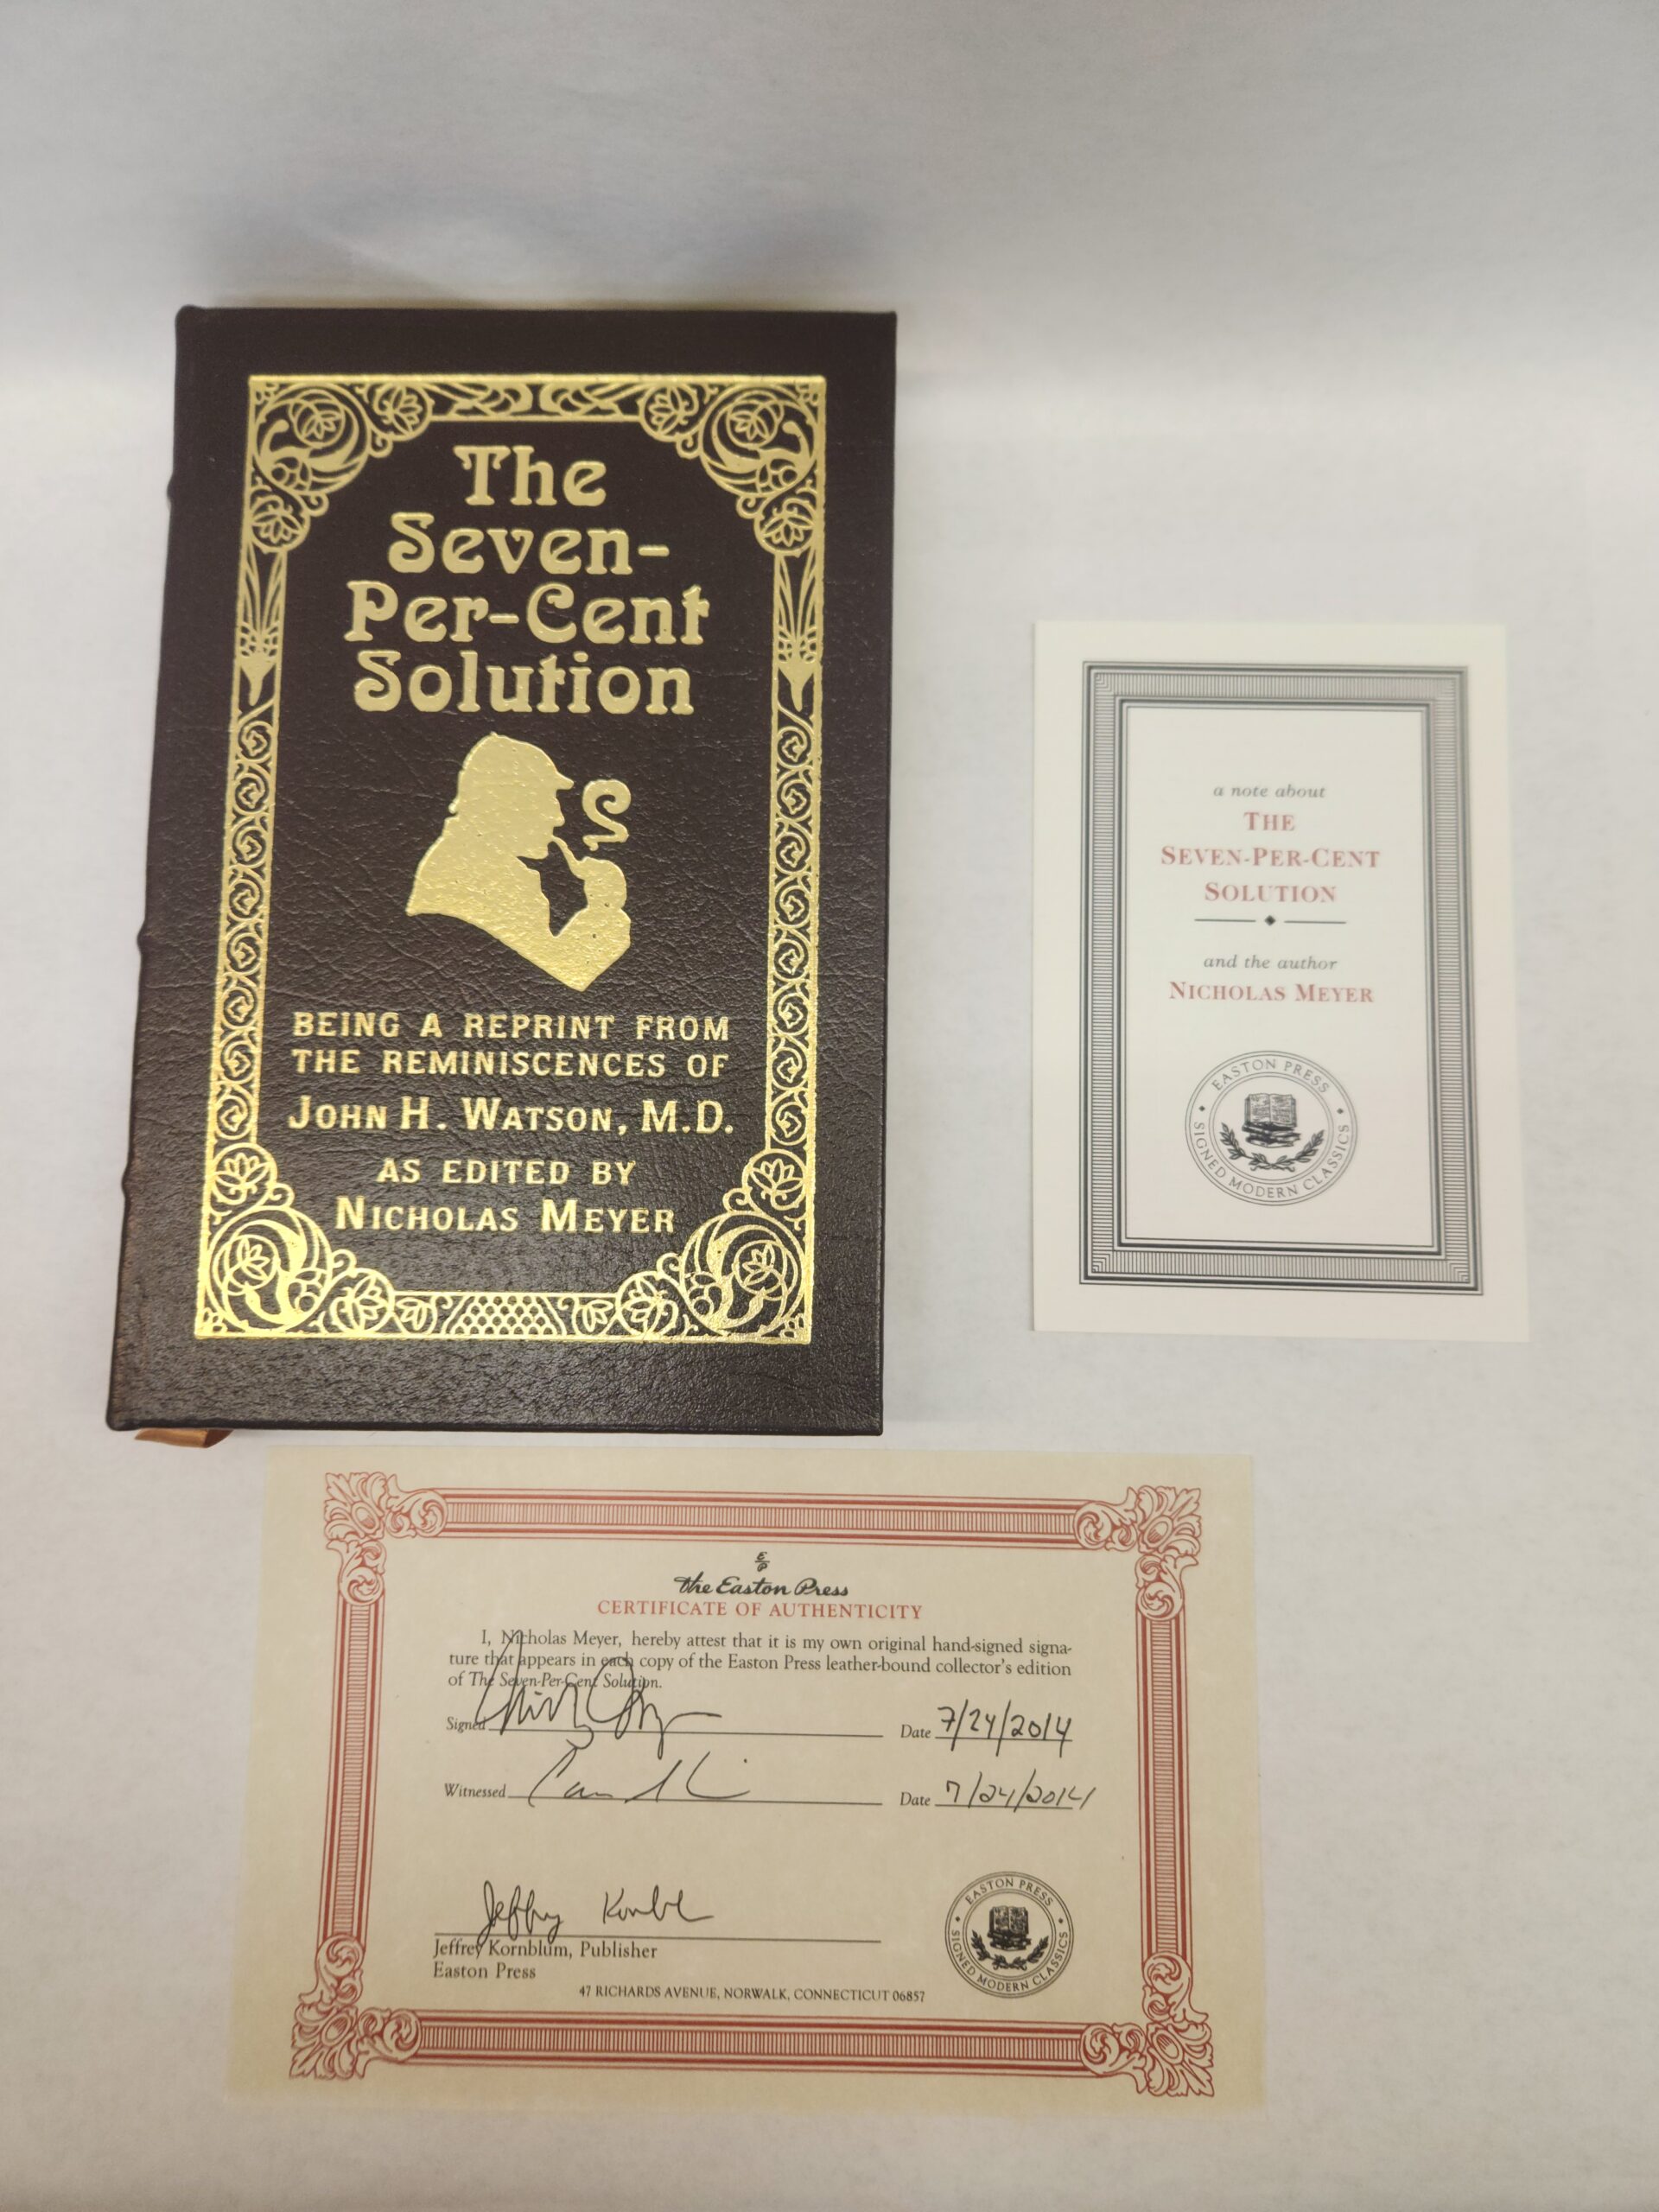 The
Seven-
Per-Cent
Solution
BEING A REPRINT FROM
THE REMINISCENCES OF
JOHN H. WATSON, M.D.
AS EDITED BY
NICHOLAS MEYER
a note about
THE
SEVEN-PER-CENT
SOLUTION
and the author
NICHOLAS MEYER
EASTON PRESS
SIGNED MODERN CLASSICS
E/P
The Easton Press
CERTIFICATE OF AUTHENTICITY
I, Nicholas Meyer, hereby attest that it is my own original hand-signed signa-
ture that appears in each copy of the Easton Press leather-bound collector's edition
of The Seven-Per-Cent Solution.
Signed Date 7/24/2014
Witnessed Date 7/24/2014
Jeffrey Kornblum, Publisher
Easton Press
47 RICHARDS AVENUE, NORWALK, CONNECTICUT 06857
EASTON PRESS
SIGNED MODERN CLASSICS